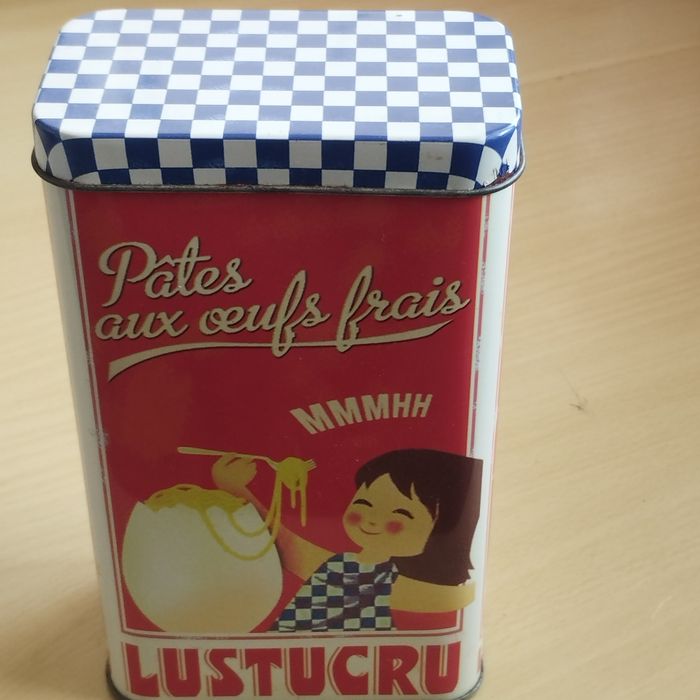 Pâtes
aux œufs frais
MMMHH
LUSTUCRU